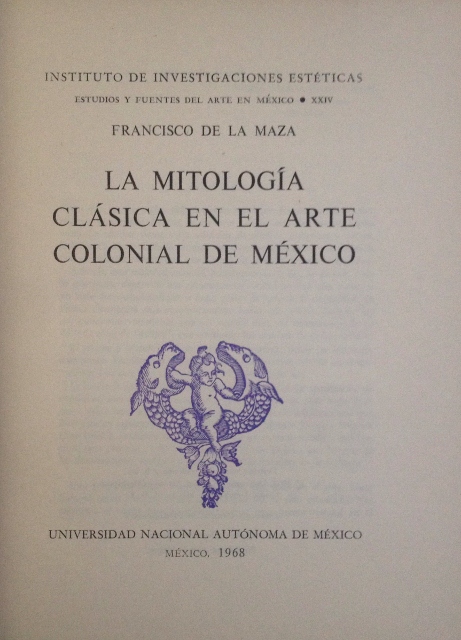 INSTITUTO DE INVESTIGACIONES ESTÉTICAS
ESTUDIOS Y FUENTES DEL ARTE EN MÉXICO ● XXIV
FRANCISCO DE LA MAZA
LA MITOLOGÍA
CLÁSICA EN EL ARTE
COLONIAL DE MÉXICO
UNIVERSIDAD NACIONAL AUTÓNOMA DE MÉXICO
MÉXICO, 1968